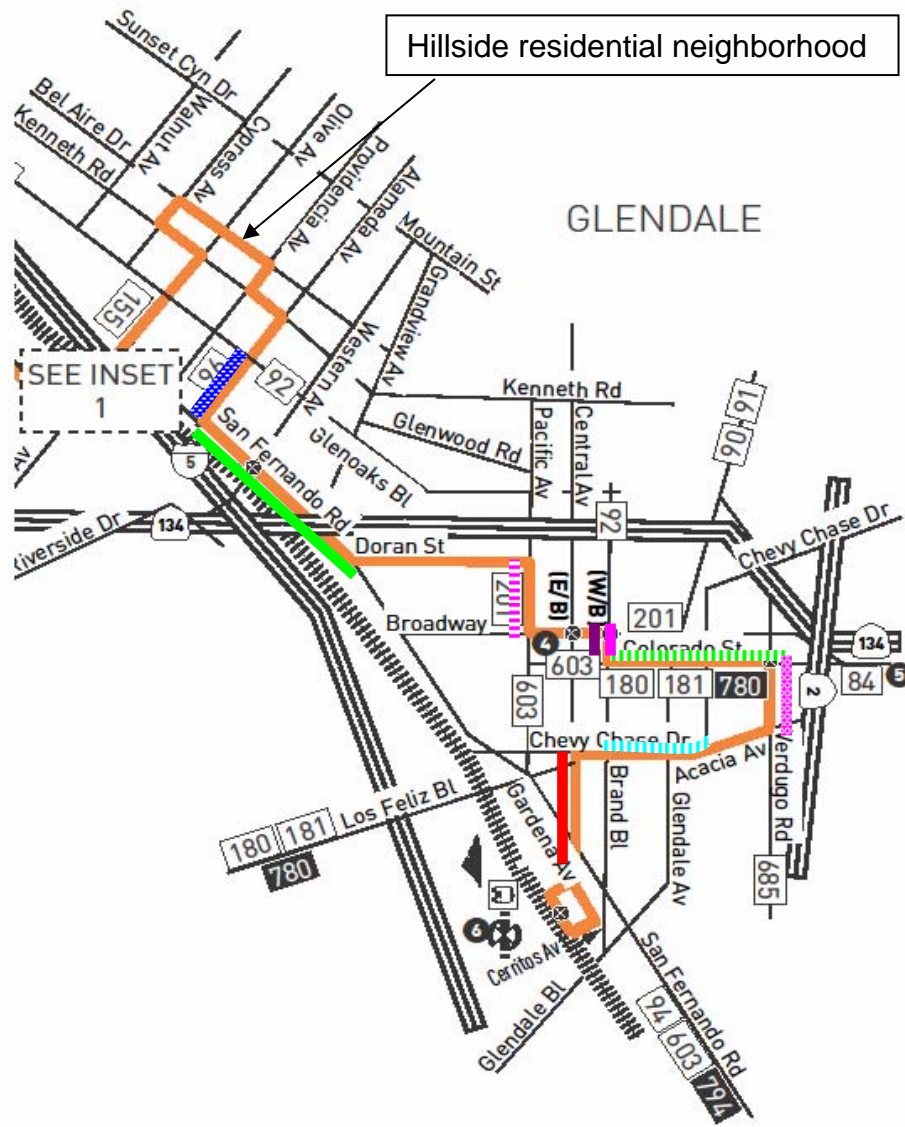 Hillside residential neighborhood
Sunset Cyn Dr
Bel Aire Dr
Kenneth Rd
Walnut Av
Cypress Av
Olive Av
Providencia Av
Alameda Av
Mountain St
Grandview Av
Western Av
GLENDALE
155
SEE INSET
1
96
92
5
Av
San Fernando Rd
Glenoaks Bl
Glenwood Rd
Kenneth Rd
Pacific Av
Central Av
90
91
92
134
Riverside Dr
Doran St
Chevy Chase Dr
201
(E/B)
(W/B
Broadway
4
603
201
Colorado St
134
180
181
780
84
5
2
603
Chevy Chase Dr
Acacia Av
Verdugo Rd
Los Feliz Bl
180
181
780
Gardena Av
Brand Bl
Glendale Av
685
6
Cerritos Av
Glendale Bl
San Fernando Rd
94
603
794